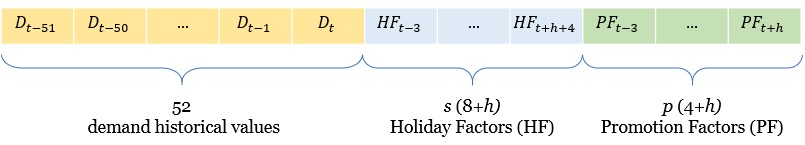 D_{t−51} D_{t−50} ... D_{t−1} D_t HF_{t−3} ... HF_{t+h+4} PF_{t−3} ... PF_{t+h}
52 s (8+h) p (4+h)
demand historical values Holiday Factors (HF) Promotion Factors (PF)